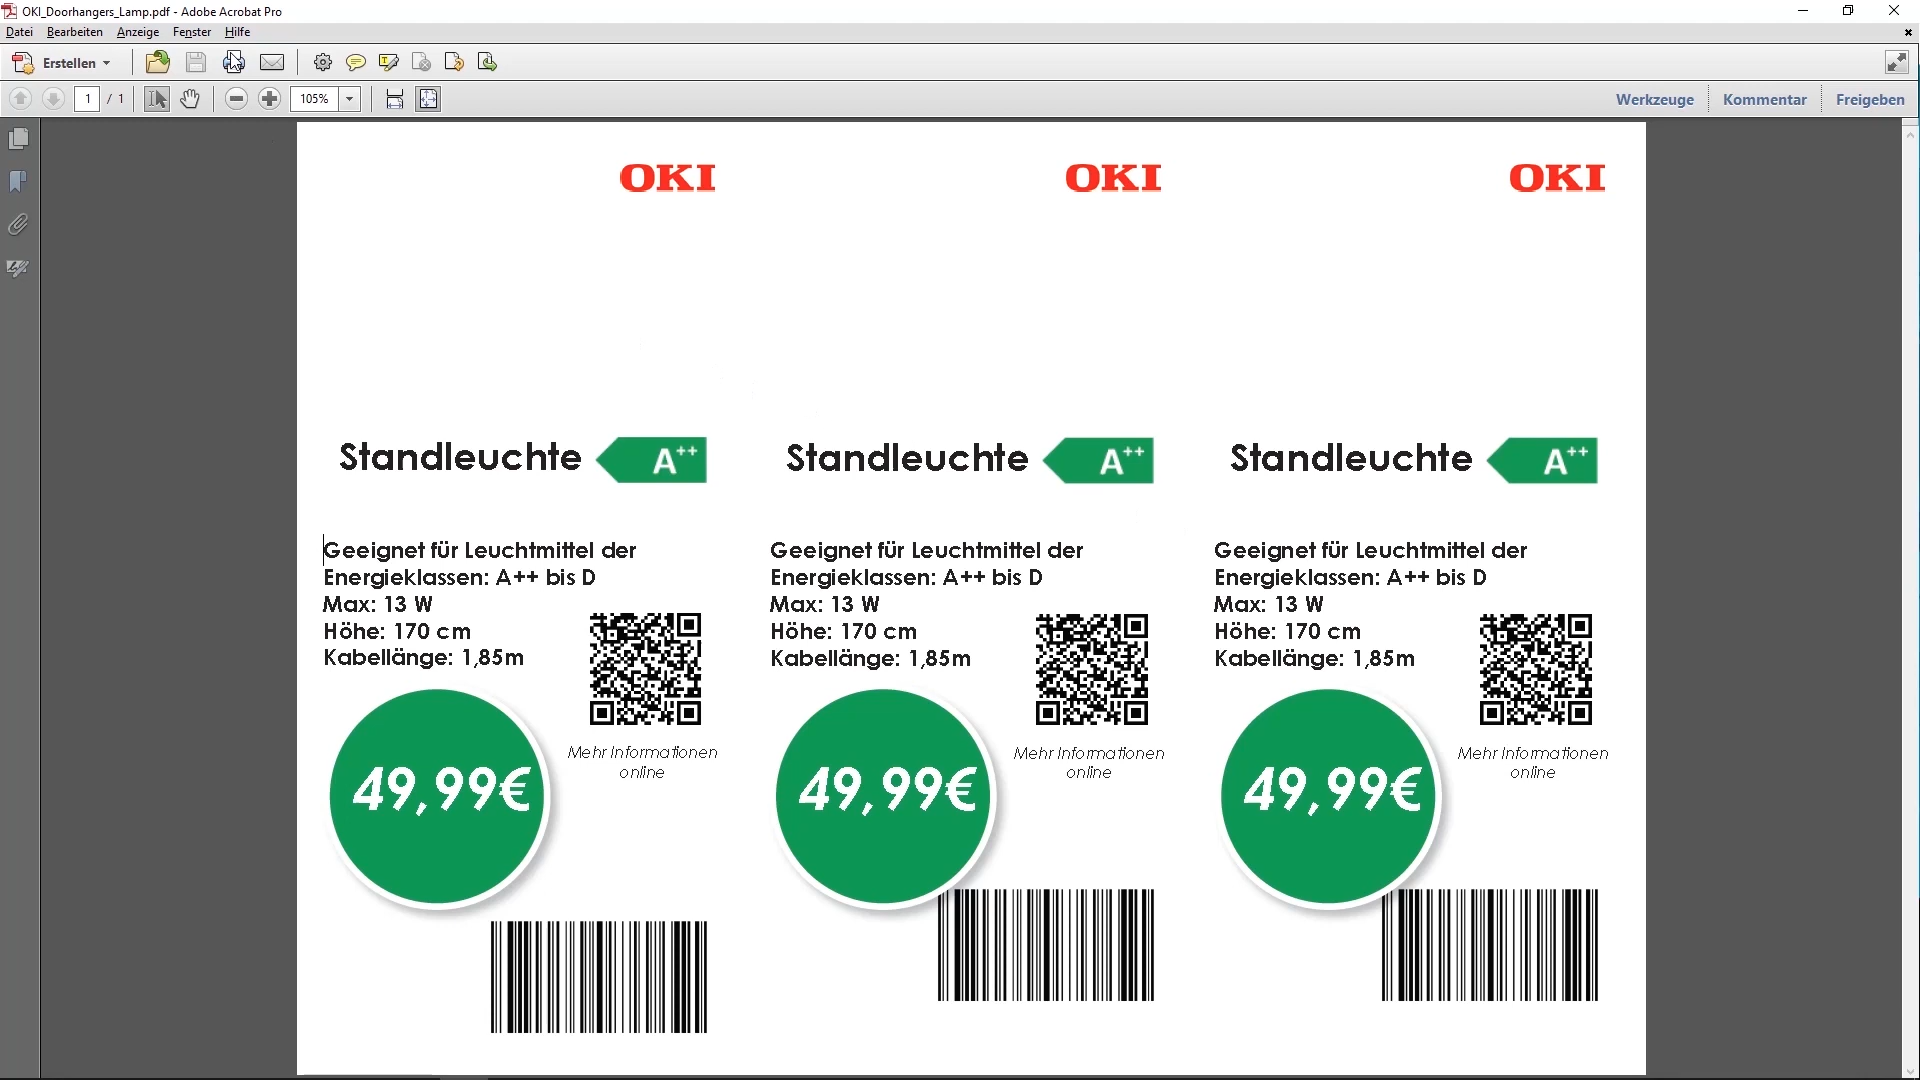 OKI_Doorhangers_Lamp.pdf - Adobe Acrobat Pro
Datei Bearbeiten Anzeige Fenster Hilfe
Erstellen
1 / 1 105% Werkzeuge Kommentar Freigeben
OKI
Standleuchte A++
Geeignet für Leuchtmittel der
Energieklassen: A++ bis D
Max: 13 W
Höhe: 170 cm
Kabellänge: 1,85m
Mehr Informationen
online
49,99€
OKI
Standleuchte A++
Geeignet für Leuchtmittel der
Energieklassen: A++ bis D
Max: 13 W
Höhe: 170 cm
Kabellänge: 1,85m
Mehr Informationen
online
49,99€
OKI
Standleuchte A++
Geeignet für Leuchtmittel der
Energieklassen: A++ bis D
Max: 13 W
Höhe: 170 cm
Kabellänge: 1,85m
Mehr Informationen
online
49,99€